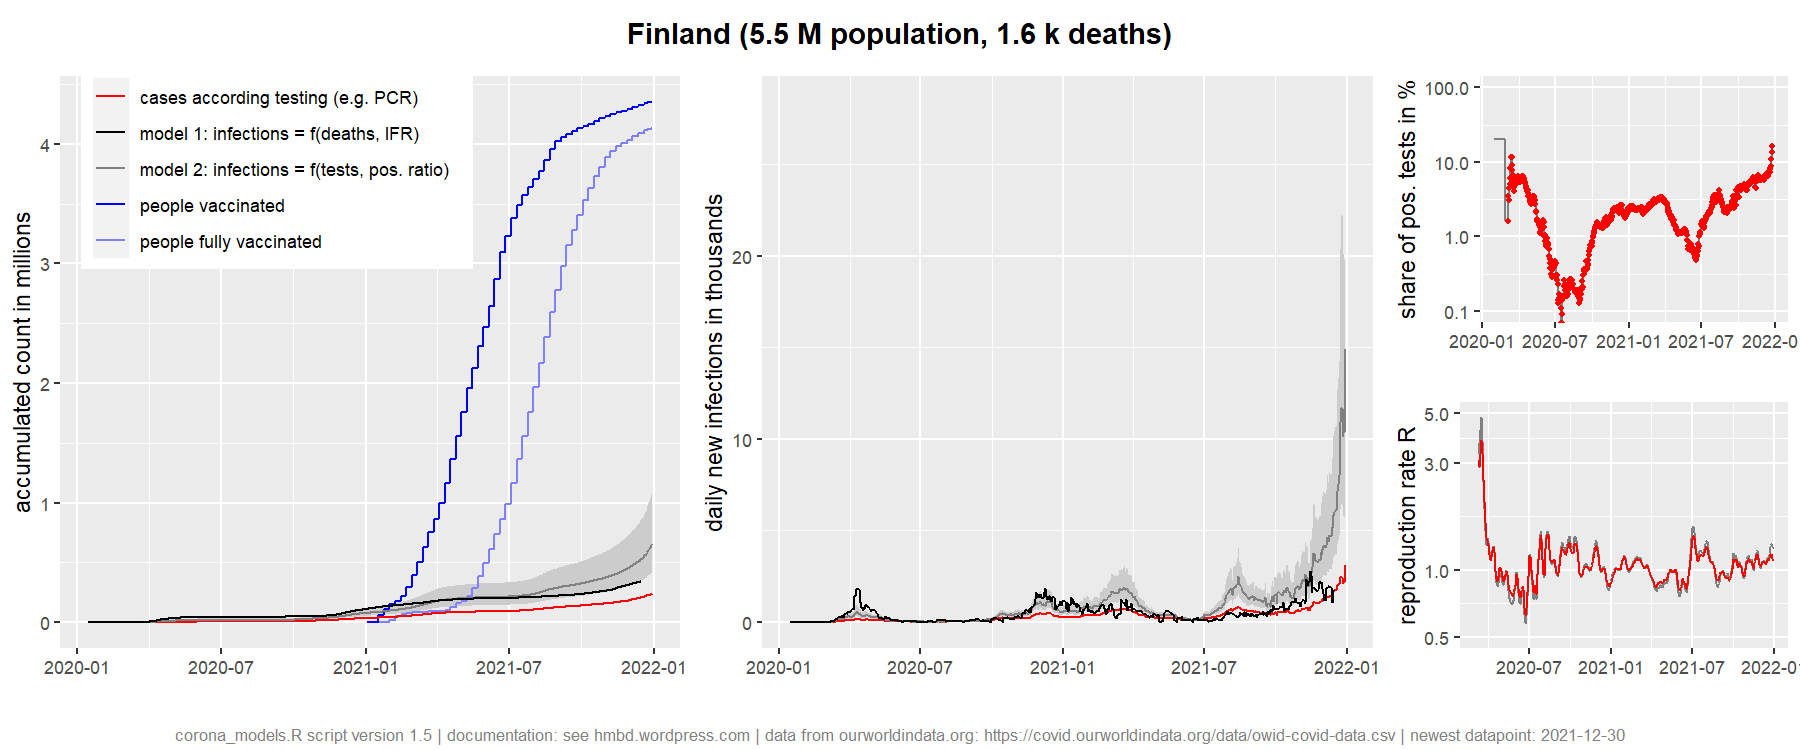 Finland (5.5 M population, 1.6 k deaths)
accumulated count in millions
4
3
2
1
0
cases according testing (e.g. PCR)
model 1: infections = f(deaths, IFR)
model 2: infections = f(tests, pos. ratio)
people vaccinated
people fully vaccinated
2020-01 2020-07 2021-01 2021-07 2022-01
daily new infections in thousands
20
10
0
2020-01 2020-07 2021-01 2021-07 2022-01
share of pos. tests in %
100.0
10.0
1.0
0.1
2020-01 2020-07 2021-01 2021-07 2022-0
reproduction rate R
5.0
3.0
1.0
0.5
2020-07 2021-01 2021-07 2022-0
corona_models.R script version 1.5 | documentation: see hmbd.wordpress.com | data from ourworldindata.org: https://covid.ourworldindata.org/data/owid-covid-data.csv | newest datapoint: 2021-12-30